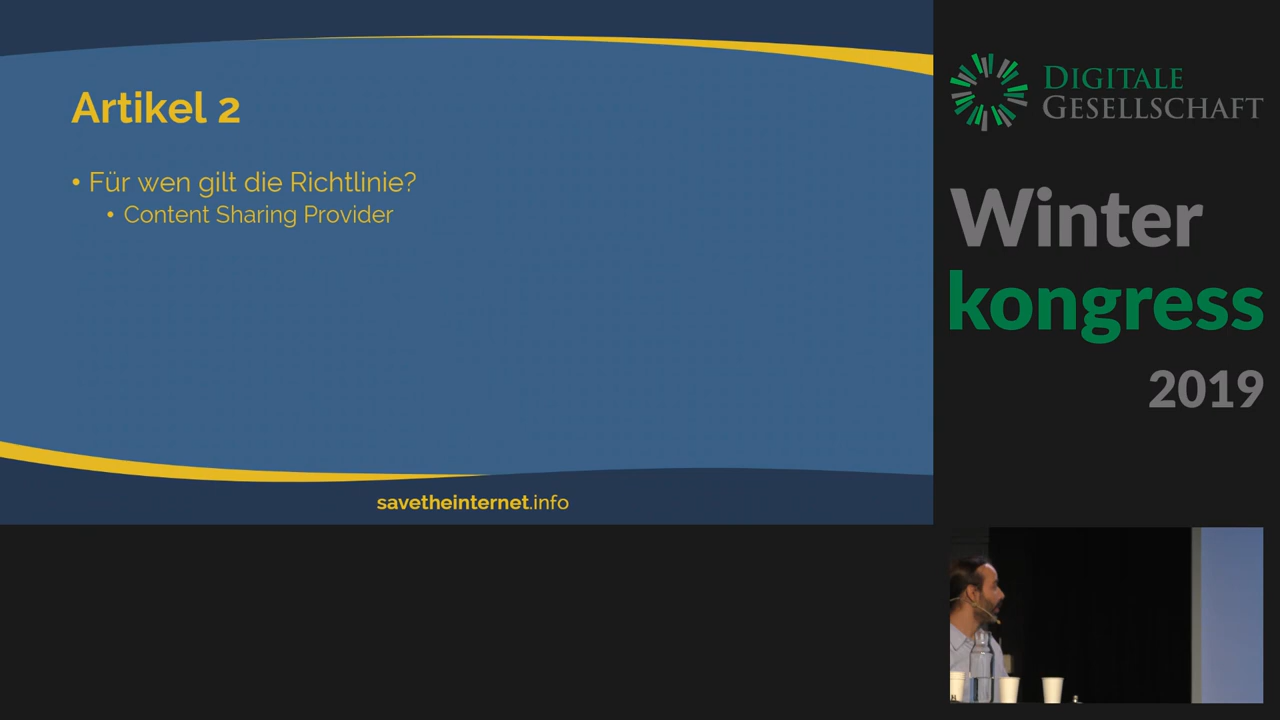 Artikel 2
• Für wen gilt die Richtlinie?
• Content Sharing Provider
savetheinternet.info
DIGITALE
GESELLSCHAFT
Winter
kongress
2019